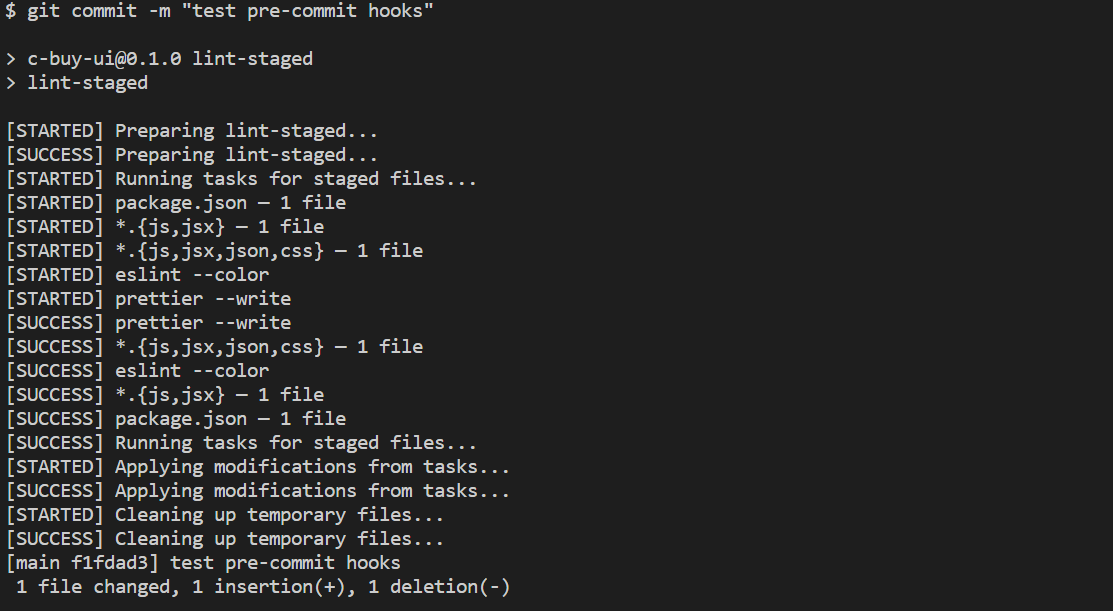 $ git commit -m "test pre-commit hooks"
> c-buy-ui@0.1.0 lint-staged
> lint-staged
[STARTED] Preparing lint-staged...
[SUCCESS] Preparing lint-staged...
[STARTED] Running tasks for staged files...
[STARTED] package.json — 1 file
[STARTED] *.{js,jsx} — 1 file
[STARTED] *.{js,jsx,json,css} — 1 file
[STARTED] eslint --color
[STARTED] prettier --write
[SUCCESS] prettier --write
[SUCCESS] *.{js,jsx,json,css} — 1 file
[SUCCESS] eslint --color
[SUCCESS] *.{js,jsx} — 1 file
[SUCCESS] package.json — 1 file
[SUCCESS] Running tasks for staged files...
[STARTED] Applying modifications from tasks...
[SUCCESS] Applying modifications from tasks...
[STARTED] Cleaning up temporary files...
[SUCCESS] Cleaning up temporary files...
[main f1fdad3] test pre-commit hooks
1 file changed, 1 insertion(+), 1 deletion(-)